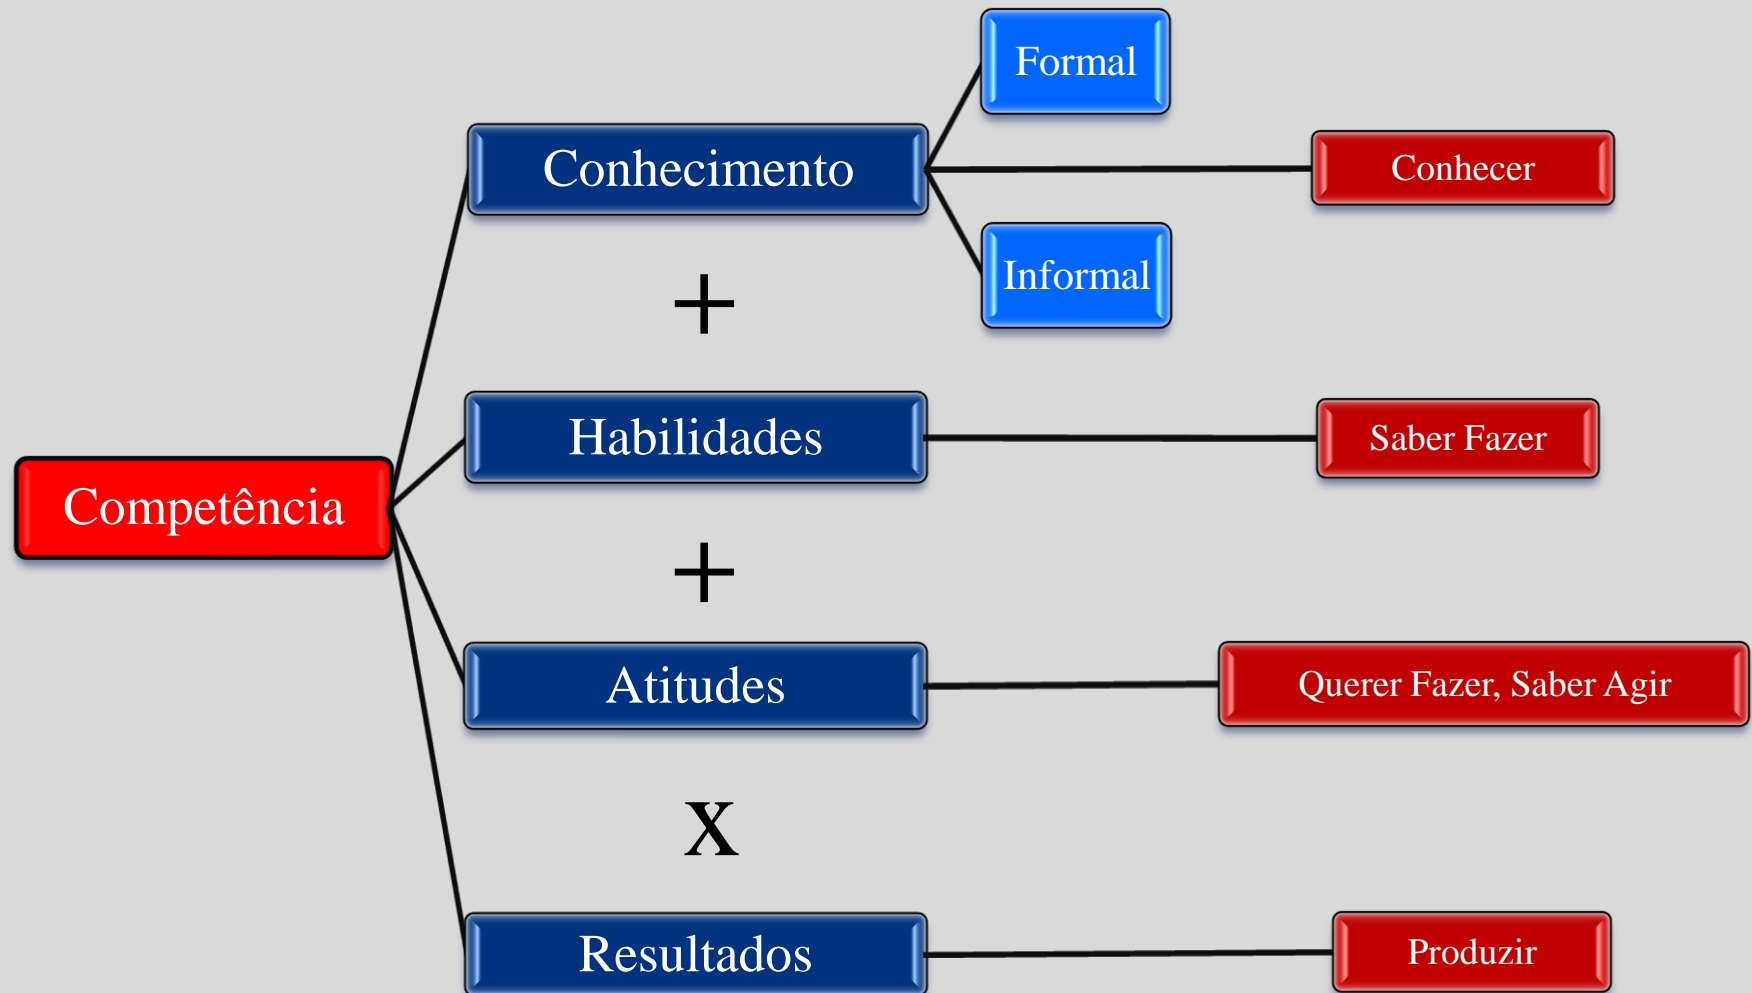 Formal
Conhecimento
Conhecer
Informal
+
Habilidades
Saber Fazer
Competência
+
Atitudes
Querer Fazer, Saber Agir
x
Resultados
Produzir